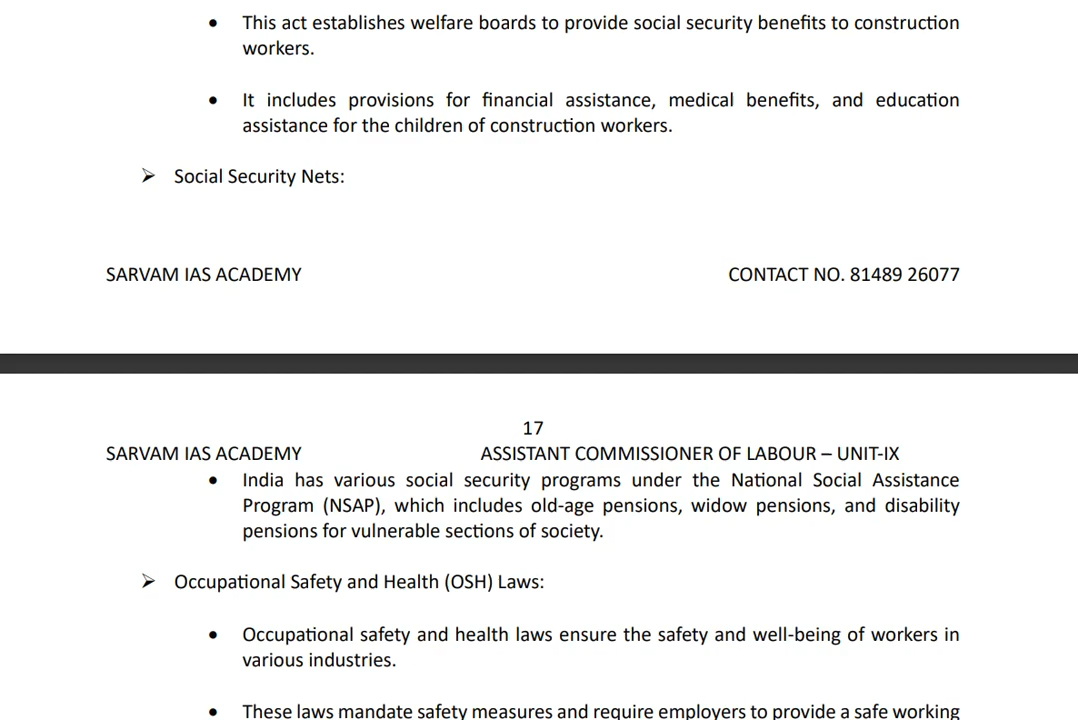 • This act establishes welfare boards to provide social security benefits to construction
workers.
• It includes provisions for financial assistance, medical benefits, and education
assistance for the children of construction workers.
➢ Social Security Nets:
SARVAM IAS ACADEMY CONTACT NO. 81489 26077
17
SARVAM IAS ACADEMY ASSISTANT COMMISSIONER OF LABOUR – UNIT-IX
• India has various social security programs under the National Social Assistance
Program (NSAP), which includes old-age pensions, widow pensions, and disability
pensions for vulnerable sections of society.
➢ Occupational Safety and Health (OSH) Laws:
• Occupational safety and health laws ensure the safety and well-being of workers in
various industries.
• These laws mandate safety measures and require employers to provide a safe working